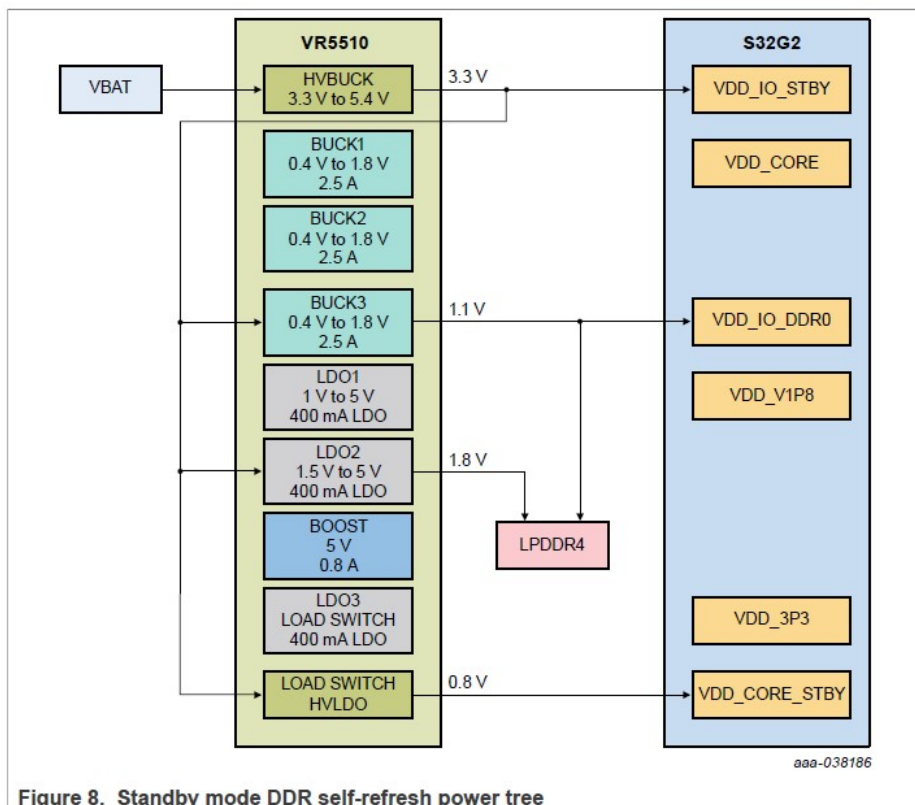 VR5510
S32G2
VBAT
HVBUCK
3.3 V to 5.4 V
3.3 V
VDD_IO_STBY
BUCK1
0.4 V to 1.8 V
2.5 A
VDD_CORE
BUCK2
0.4 V to 1.8 V
2.5 A
BUCK3
0.4 V to 1.8 V
2.5 A
1.1 V
VDD_IO_DDR0
LDO1
1 V to 5 V
400 mA LDO
VDD_V1P8
LDO2
1.5 V to 5 V
400 mA LDO
1.8 V
BOOST
5 V
0.8 A
LPDDR4
LDO3
LOAD SWITCH
400 mA LDO
VDD_3P3
LOAD SWITCH
HVLDO
0.8 V
VDD_CORE_STBY
aaa-038186
Figure 8. Standby mode DDR self-refresh power tree